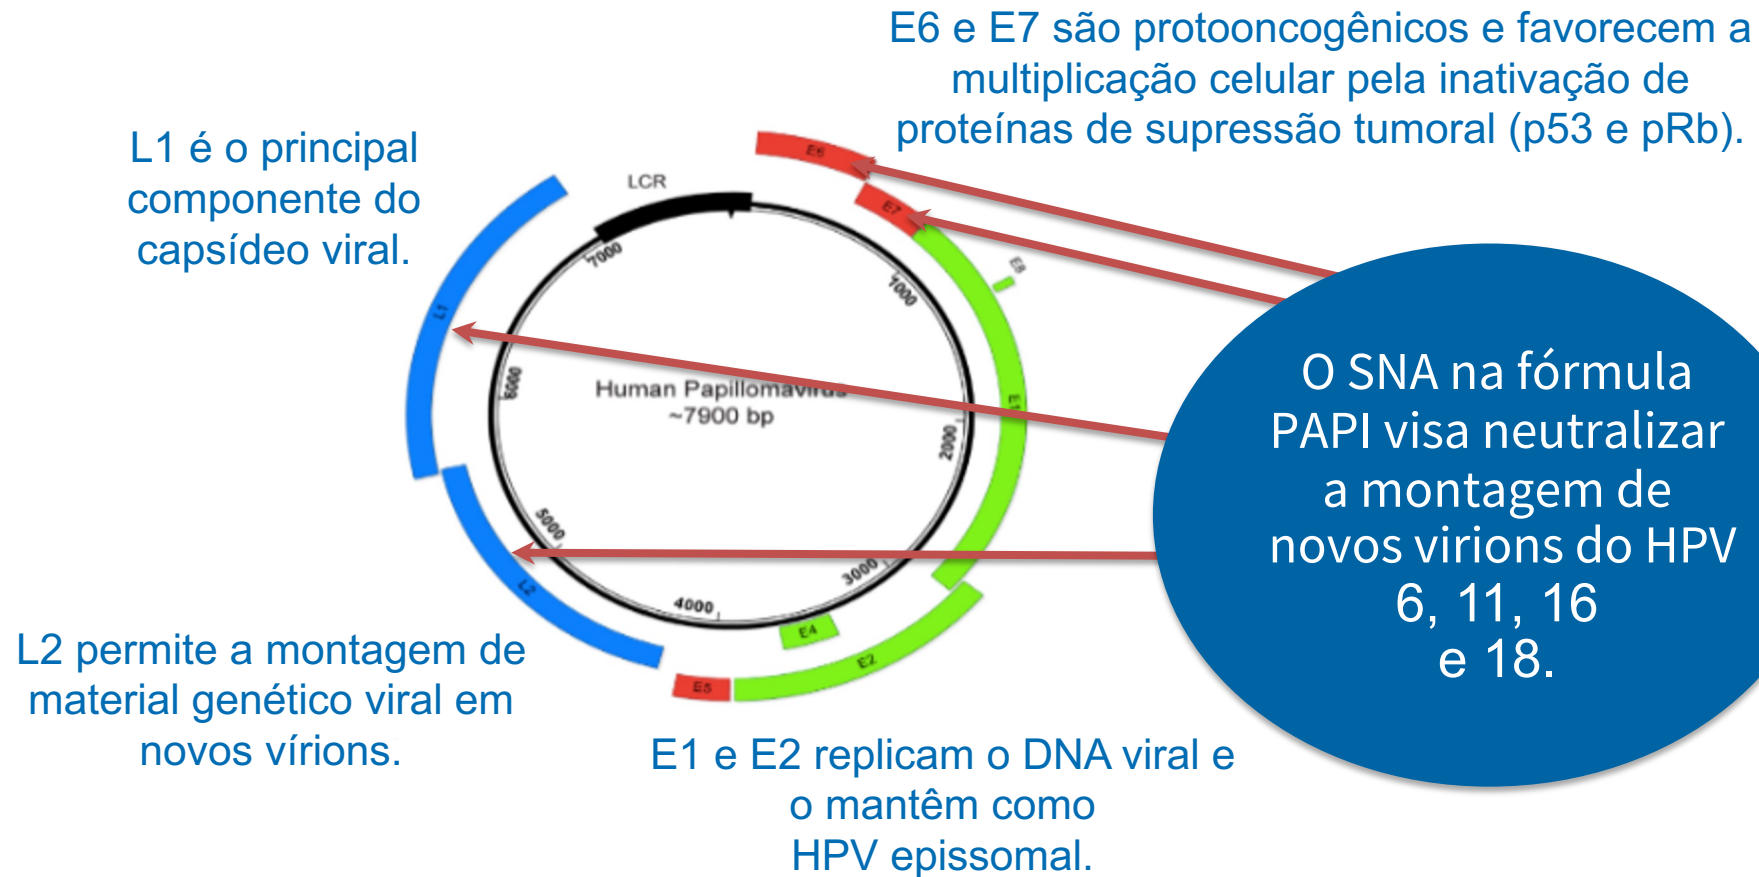 E6 e E7 são protooncogênicos e favorecem a
multiplicação celular pela inativação de
proteínas de supressão tumoral (p53 e pRb).
L1 é o principal
componente do
capsídeo viral.
LCR
E6
E7
E8
7000
1000
L1
6000
Human Papillomavirus
~7900 bp
E1
2000
O SNA na fórmula
PAPI visa neutralizar
a montagem de
novos virions do HPV
6, 11, 16
e 18.
5000
3000
4000
L2
E4
E2
E5
L2 permite a montagem de
material genético viral em
novos vírions.
E1 e E2 replicam o DNA viral e
o mantêm como
HPV epissomal.